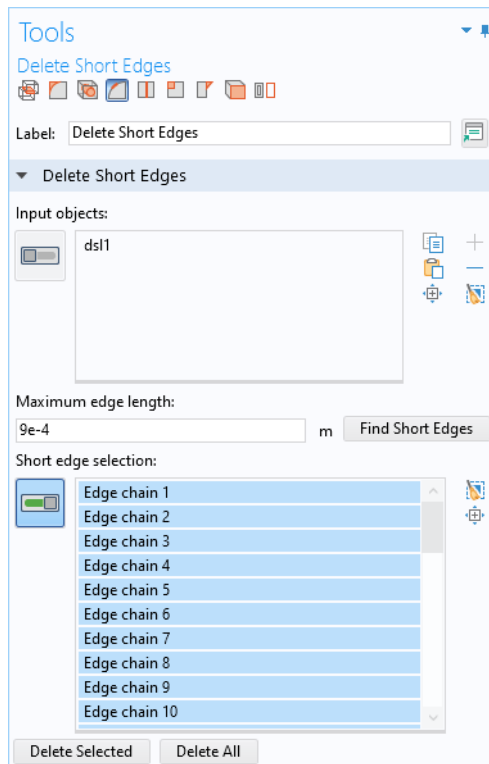 Tools
Delete Short Edges
Label: Delete Short Edges
Delete Short Edges
Input objects:
dsl1
Maximum edge length:
9e-4 m Find Short Edges
Short edge selection:
Edge chain 1
Edge chain 2
Edge chain 3
Edge chain 4
Edge chain 5
Edge chain 6
Edge chain 7
Edge chain 8
Edge chain 9
Edge chain 10
Delete Selected Delete All